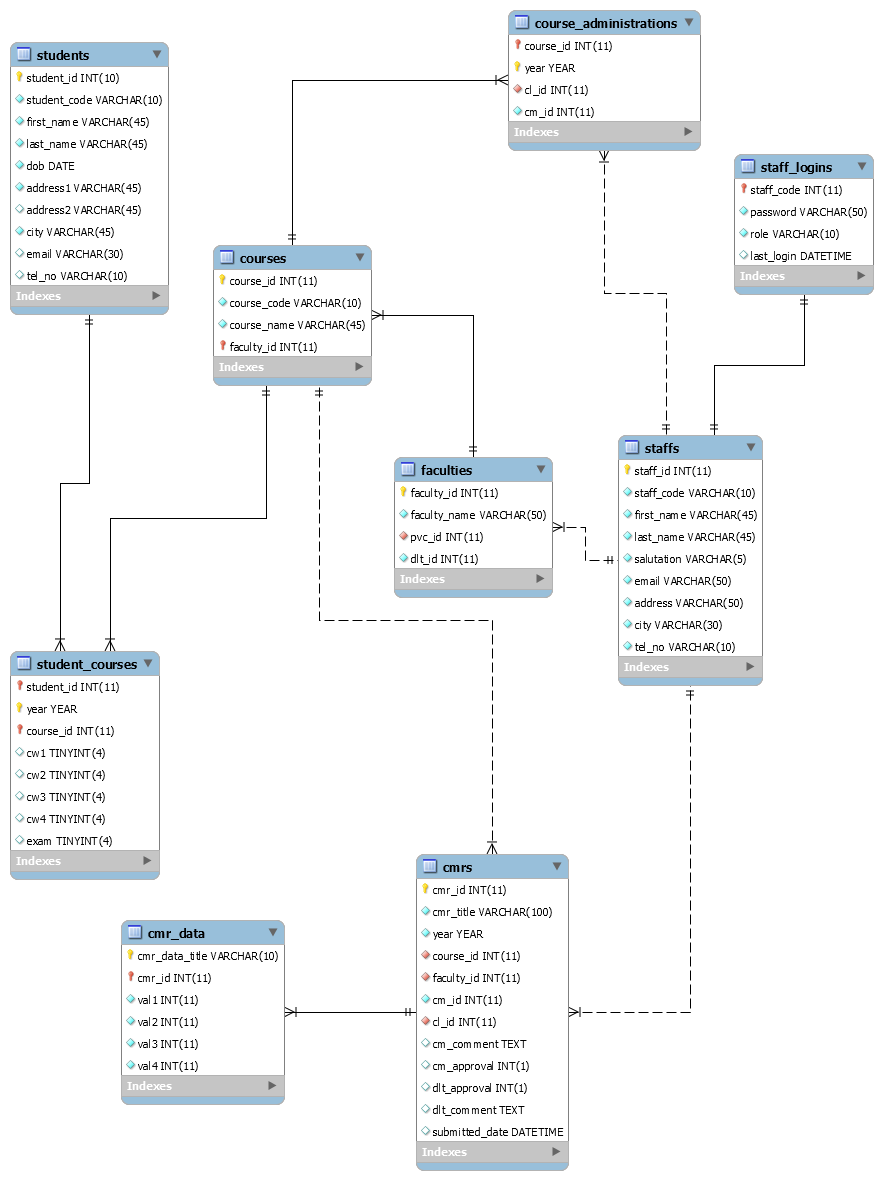 students
student_id INT(10)
student_code VARCHAR(10)
first_name VARCHAR(45)
last_name VARCHAR(45)
dob DATE
address1 VARCHAR(45)
address2 VARCHAR(45)
city VARCHAR(45)
email VARCHAR(30)
tel_no VARCHAR(10)
Indexes
course_administrations
course_id INT(11)
year YEAR
cl_id INT(11)
cm_id INT(11)
Indexes
staff_logins
staff_code INT(11)
password VARCHAR(50)
role VARCHAR(10)
last_login DATETIME
Indexes
courses
course_id INT(11)
course_code VARCHAR(10)
course_name VARCHAR(45)
faculty_id INT(11)
Indexes
faculties
faculty_id INT(11)
faculty_name VARCHAR(50)
pvc_id INT(11)
dlt_id INT(11)
Indexes
staffs
staff_id INT(11)
staff_code VARCHAR(10)
first_name VARCHAR(45)
last_name VARCHAR(45)
salutation VARCHAR(5)
email VARCHAR(50)
address VARCHAR(50)
city VARCHAR(30)
tel_no VARCHAR(10)
Indexes
student_courses
student_id INT(11)
year YEAR
course_id INT(11)
cw1 TINYINT(4)
cw2 TINYINT(4)
cw3 TINYINT(4)
cw4 TINYINT(4)
exam TINYINT(4)
Indexes
cmr_data
cmr_data_title VARCHAR(10)
cmr_id INT(11)
val1 INT(11)
val2 INT(11)
val3 INT(11)
val4 INT(11)
Indexes
cmrs
cmr_id INT(11)
cmr_title VARCHAR(100)
year YEAR
course_id INT(11)
faculty_id INT(11)
cm_id INT(11)
cl_id INT(11)
cm_comment TEXT
cm_approval INT(1)
dlt_approval INT(1)
dlt_comment TEXT
submitted_date DATETIME
Indexes